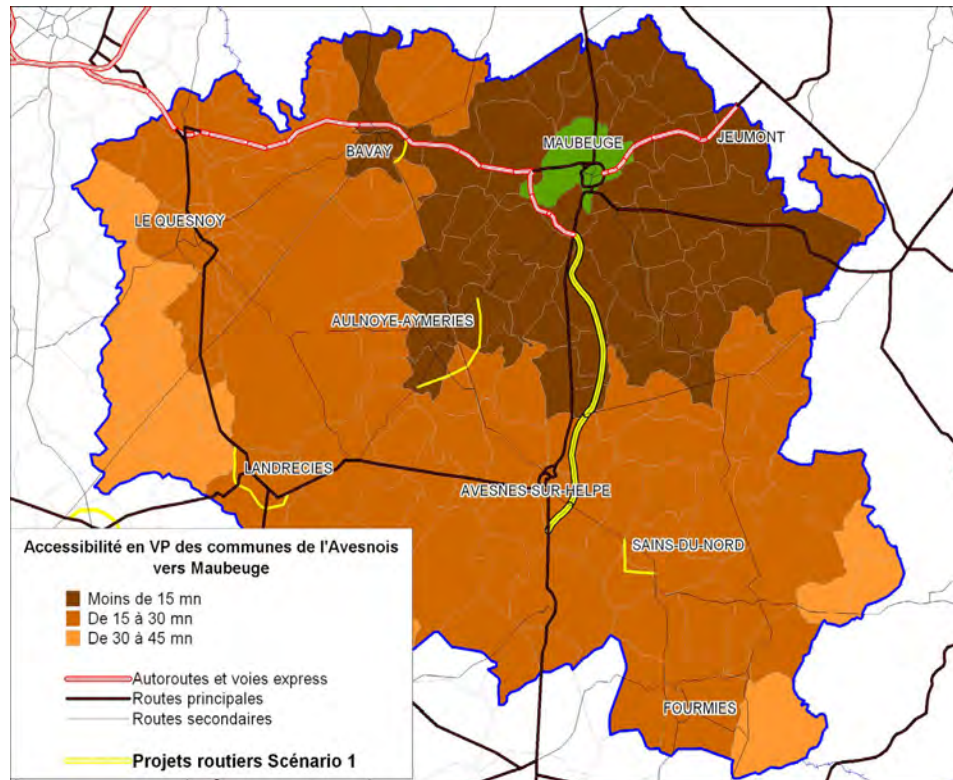 MAUBEUGE
JEUMONT
BAVAY
LE QUESNOY
AULNOYE-AYMERIES
LANDRECIES
AVESNES-SUR-HELPE
SAINS-DU-NORD
FOURMIES
Accessibilité en VP des communes de l'Avesnois
vers Maubeuge
Moins de 15 mn
De 15 à 30 mn
De 30 à 45 mn
Autoroutes et voies express
Routes principales
Routes secondaires
Projets routiers Scénario 1